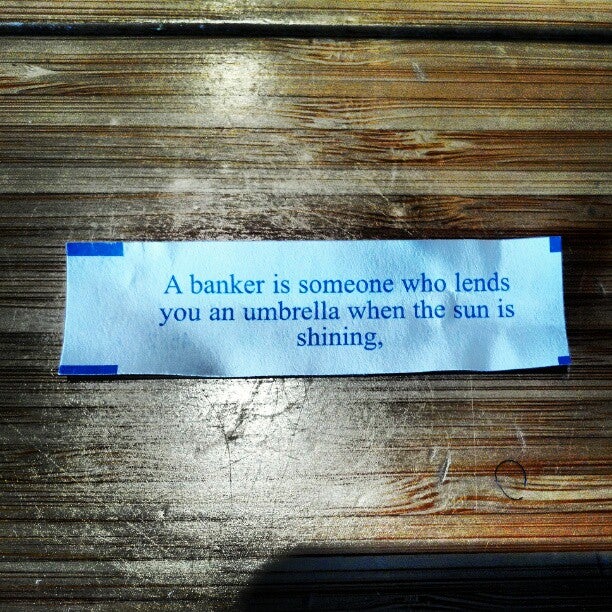 A banker is someone who lends
you an umbrella when the sun is
shining,